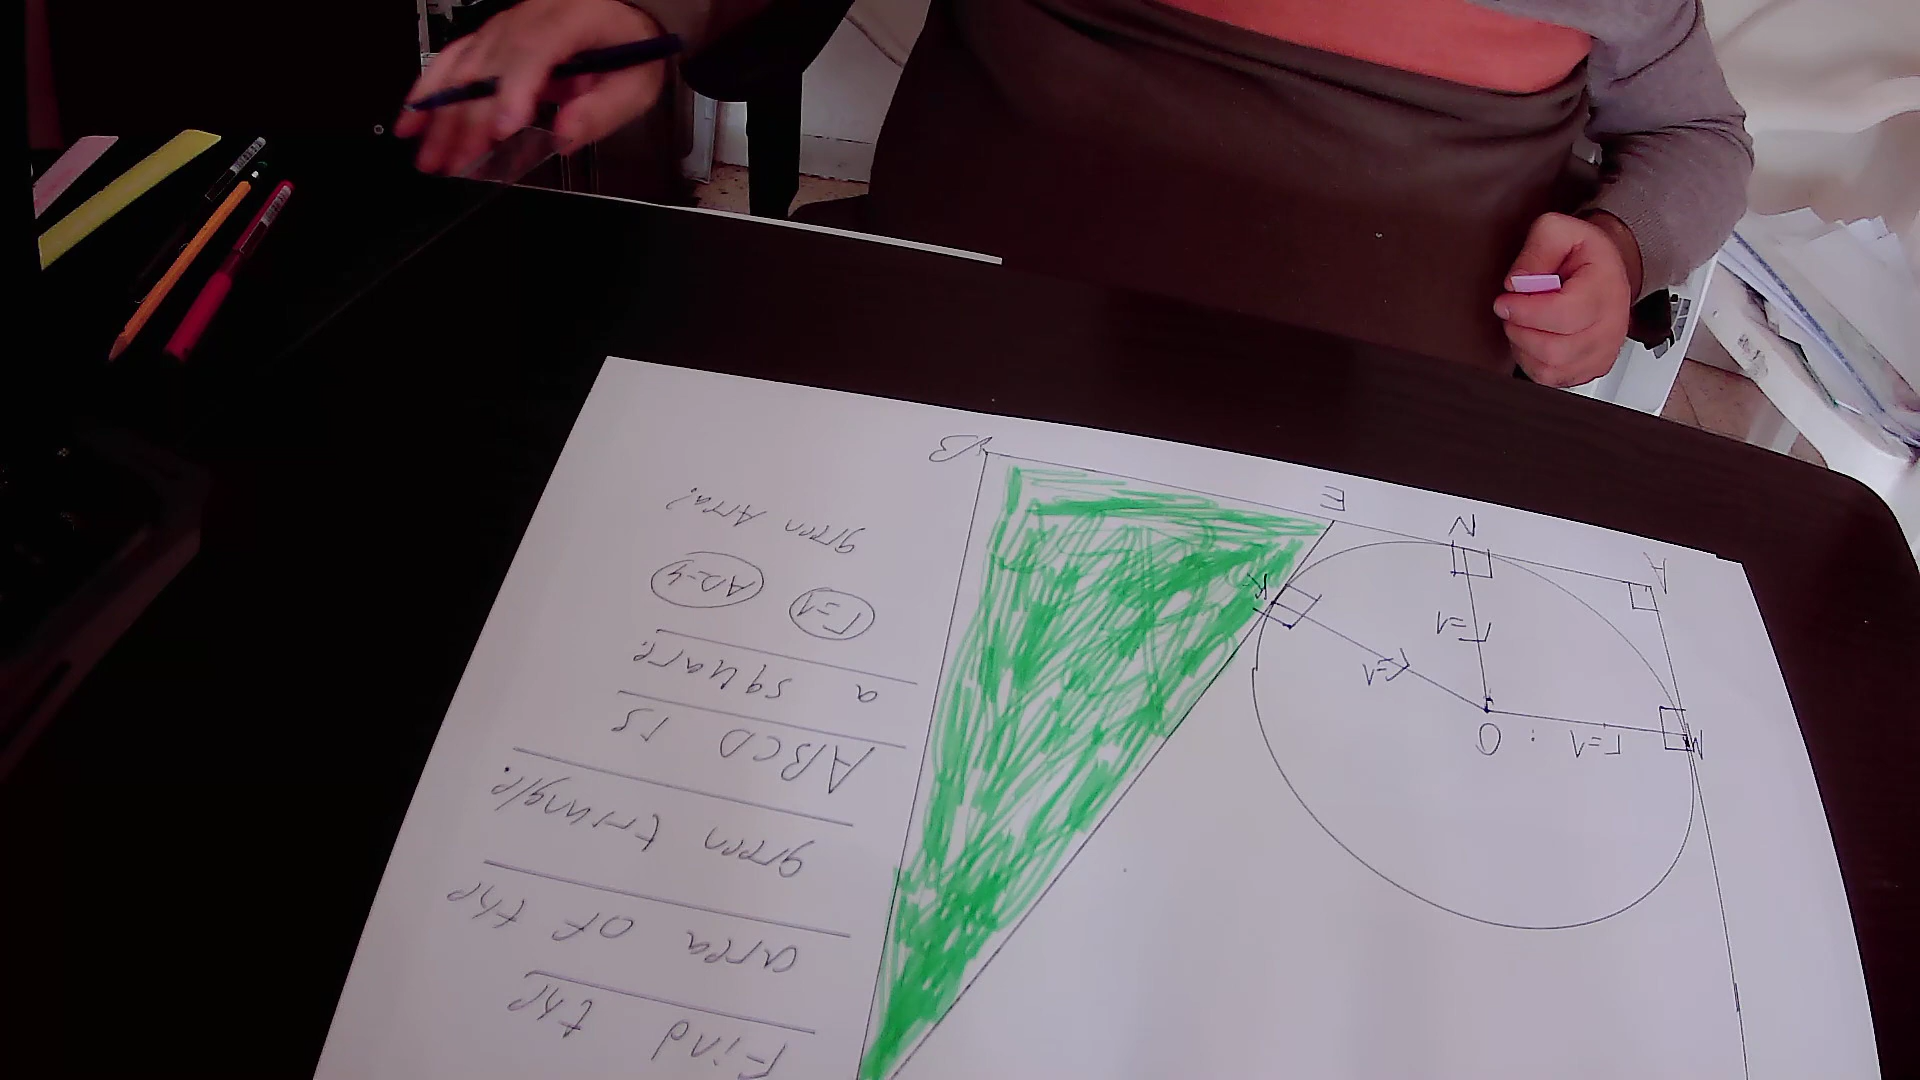 Find the
area of the
green triangle.
ABCD is
a square.
r=1 AD=4
green Area?
M
r=1
O
r=1
r=1
A
N
K
E
B